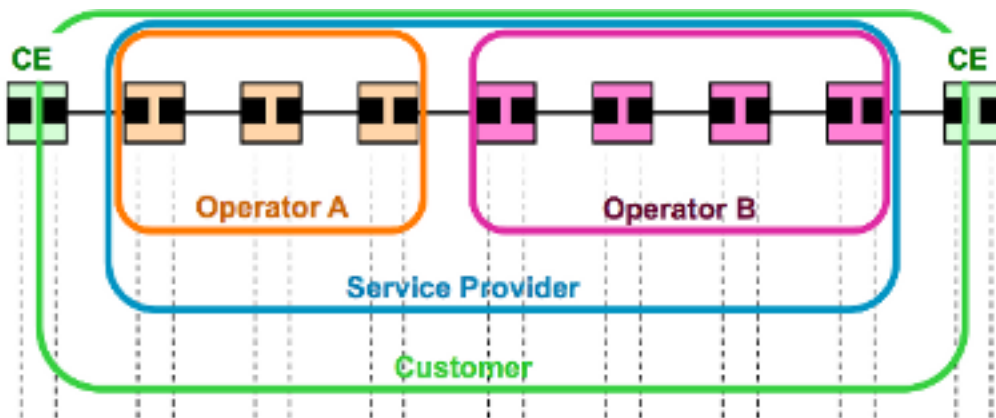 CE
CE
Operator A
Operator B
Service Provider
Customer